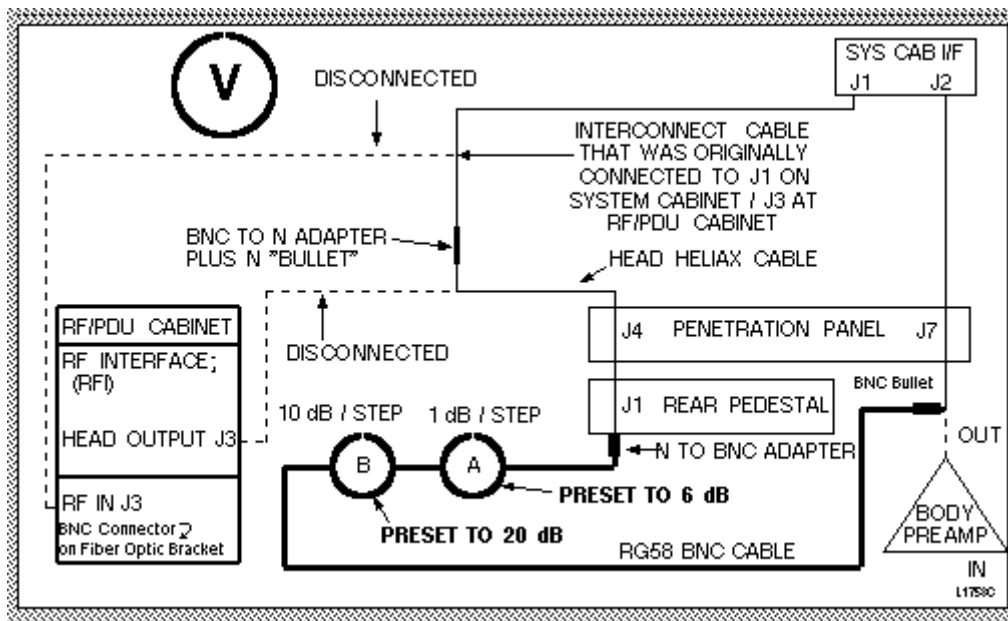 V
DISCONNECTED
SYS CAB I/F
J1 J2
INTERCONNECT CABLE
THAT WAS ORIGINALLY
CONNECTED TO J1 ON
SYSTEM CABINET / J3 AT
RF/PDU CABINET
BNC TO N ADAPTER
PLUS N "BULLET"
HEAD HELIAX CABLE
RF/PDU CABINET
RF INTERFACE;
(RFI)
HEAD OUTPUT J3
RF IN J3
BNC Connector
on Fiber Optic Bracket
DISCONNECTED
J4 PENETRATION PANEL J7
BNC Bullet
J1 REAR PEDESTAL
10 dB / STEP
1 dB / STEP
B
A
N TO BNC ADAPTER
PRESET TO 6 dB
PRESET TO 20 dB
RG58 BNC CABLE
OUT
BODY
PREAMP
IN
L1758C